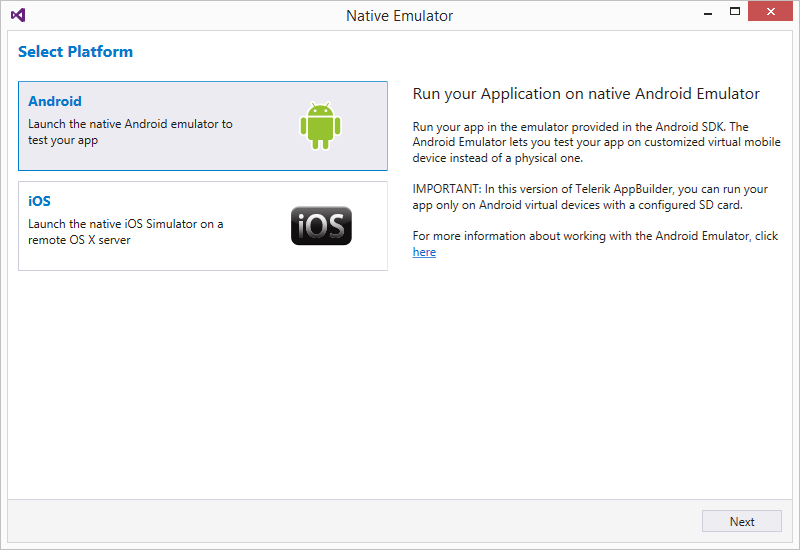 Native Emulator
Select Platform
Android
Launch the native Android emulator to
test your app
iOS
Launch the native iOS Simulator on a
remote OS X server
iOS
Run your Application on native Android Emulator
Run your app in the emulator provided in the Android SDK. The
Android Emulator lets you test your app on customized virtual mobile
device instead of a physical one.
IMPORTANT: In this version of Telerik AppBuilder, you can run your
app only on Android virtual devices with a configured SD card.
For more information about working with the Android Emulator, click
here
Next